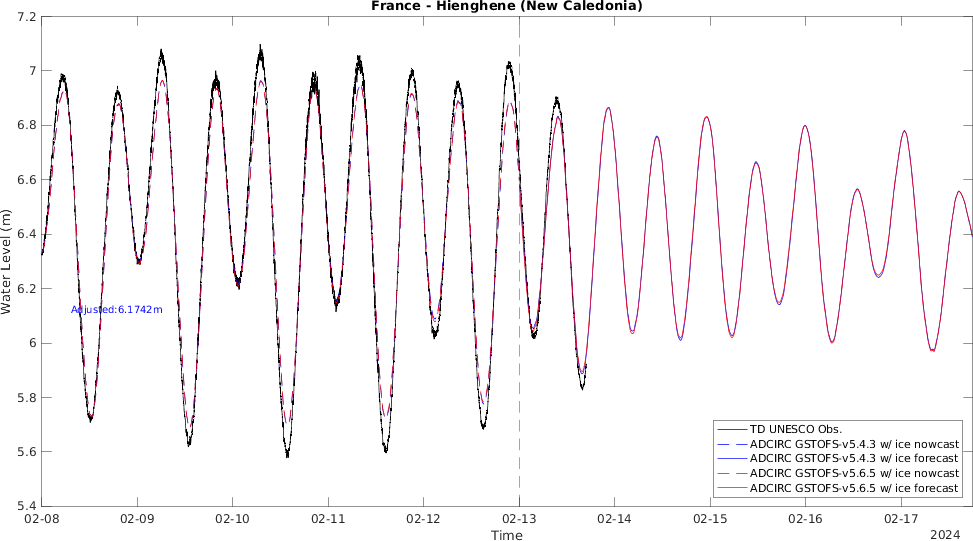 France - Hienghene (New Caledonia)
7.2
7
6.8
6.6
6.4
6.2
6
5.8
5.6
5.4
Water Level (m)
Adjusted:6.1742m
TD UNESCO Obs.
ADCIRC GSTOFS-v5.4.3 w/ ice nowcast
ADCIRC GSTOFS-v5.4.3 w/ ice forecast
ADCIRC GSTOFS-v5.6.5 w/ ice nowcast
ADCIRC GSTOFS-v5.6.5 w/ ice forecast
02-08 02-09 02-10 02-11 02-12 02-13 02-14 02-15 02-16 02-17
Time
2024